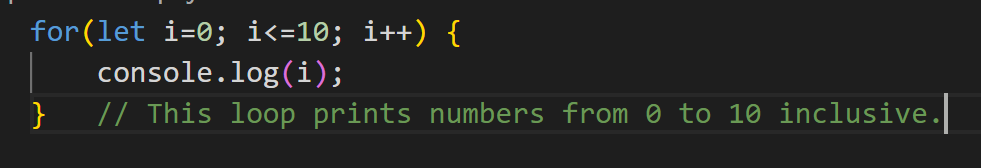 for(let i=0; i<=10; i++) {
    console.log(i);
}   // This loop prints numbers from 0 to 10 inclusive.